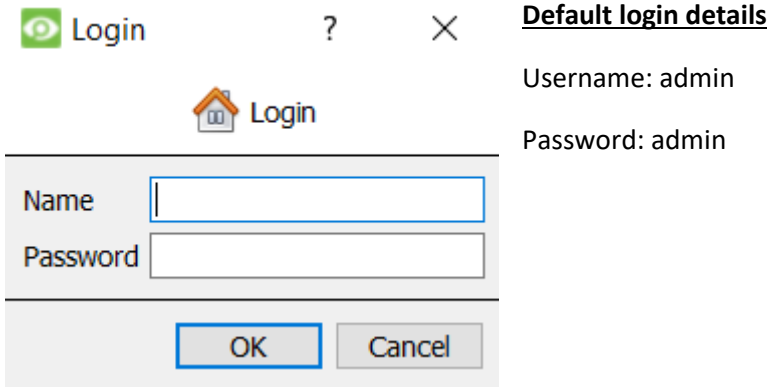 Login
?
Login
Name
Password
OK
Cancel
Default login details
Username: admin
Password: admin